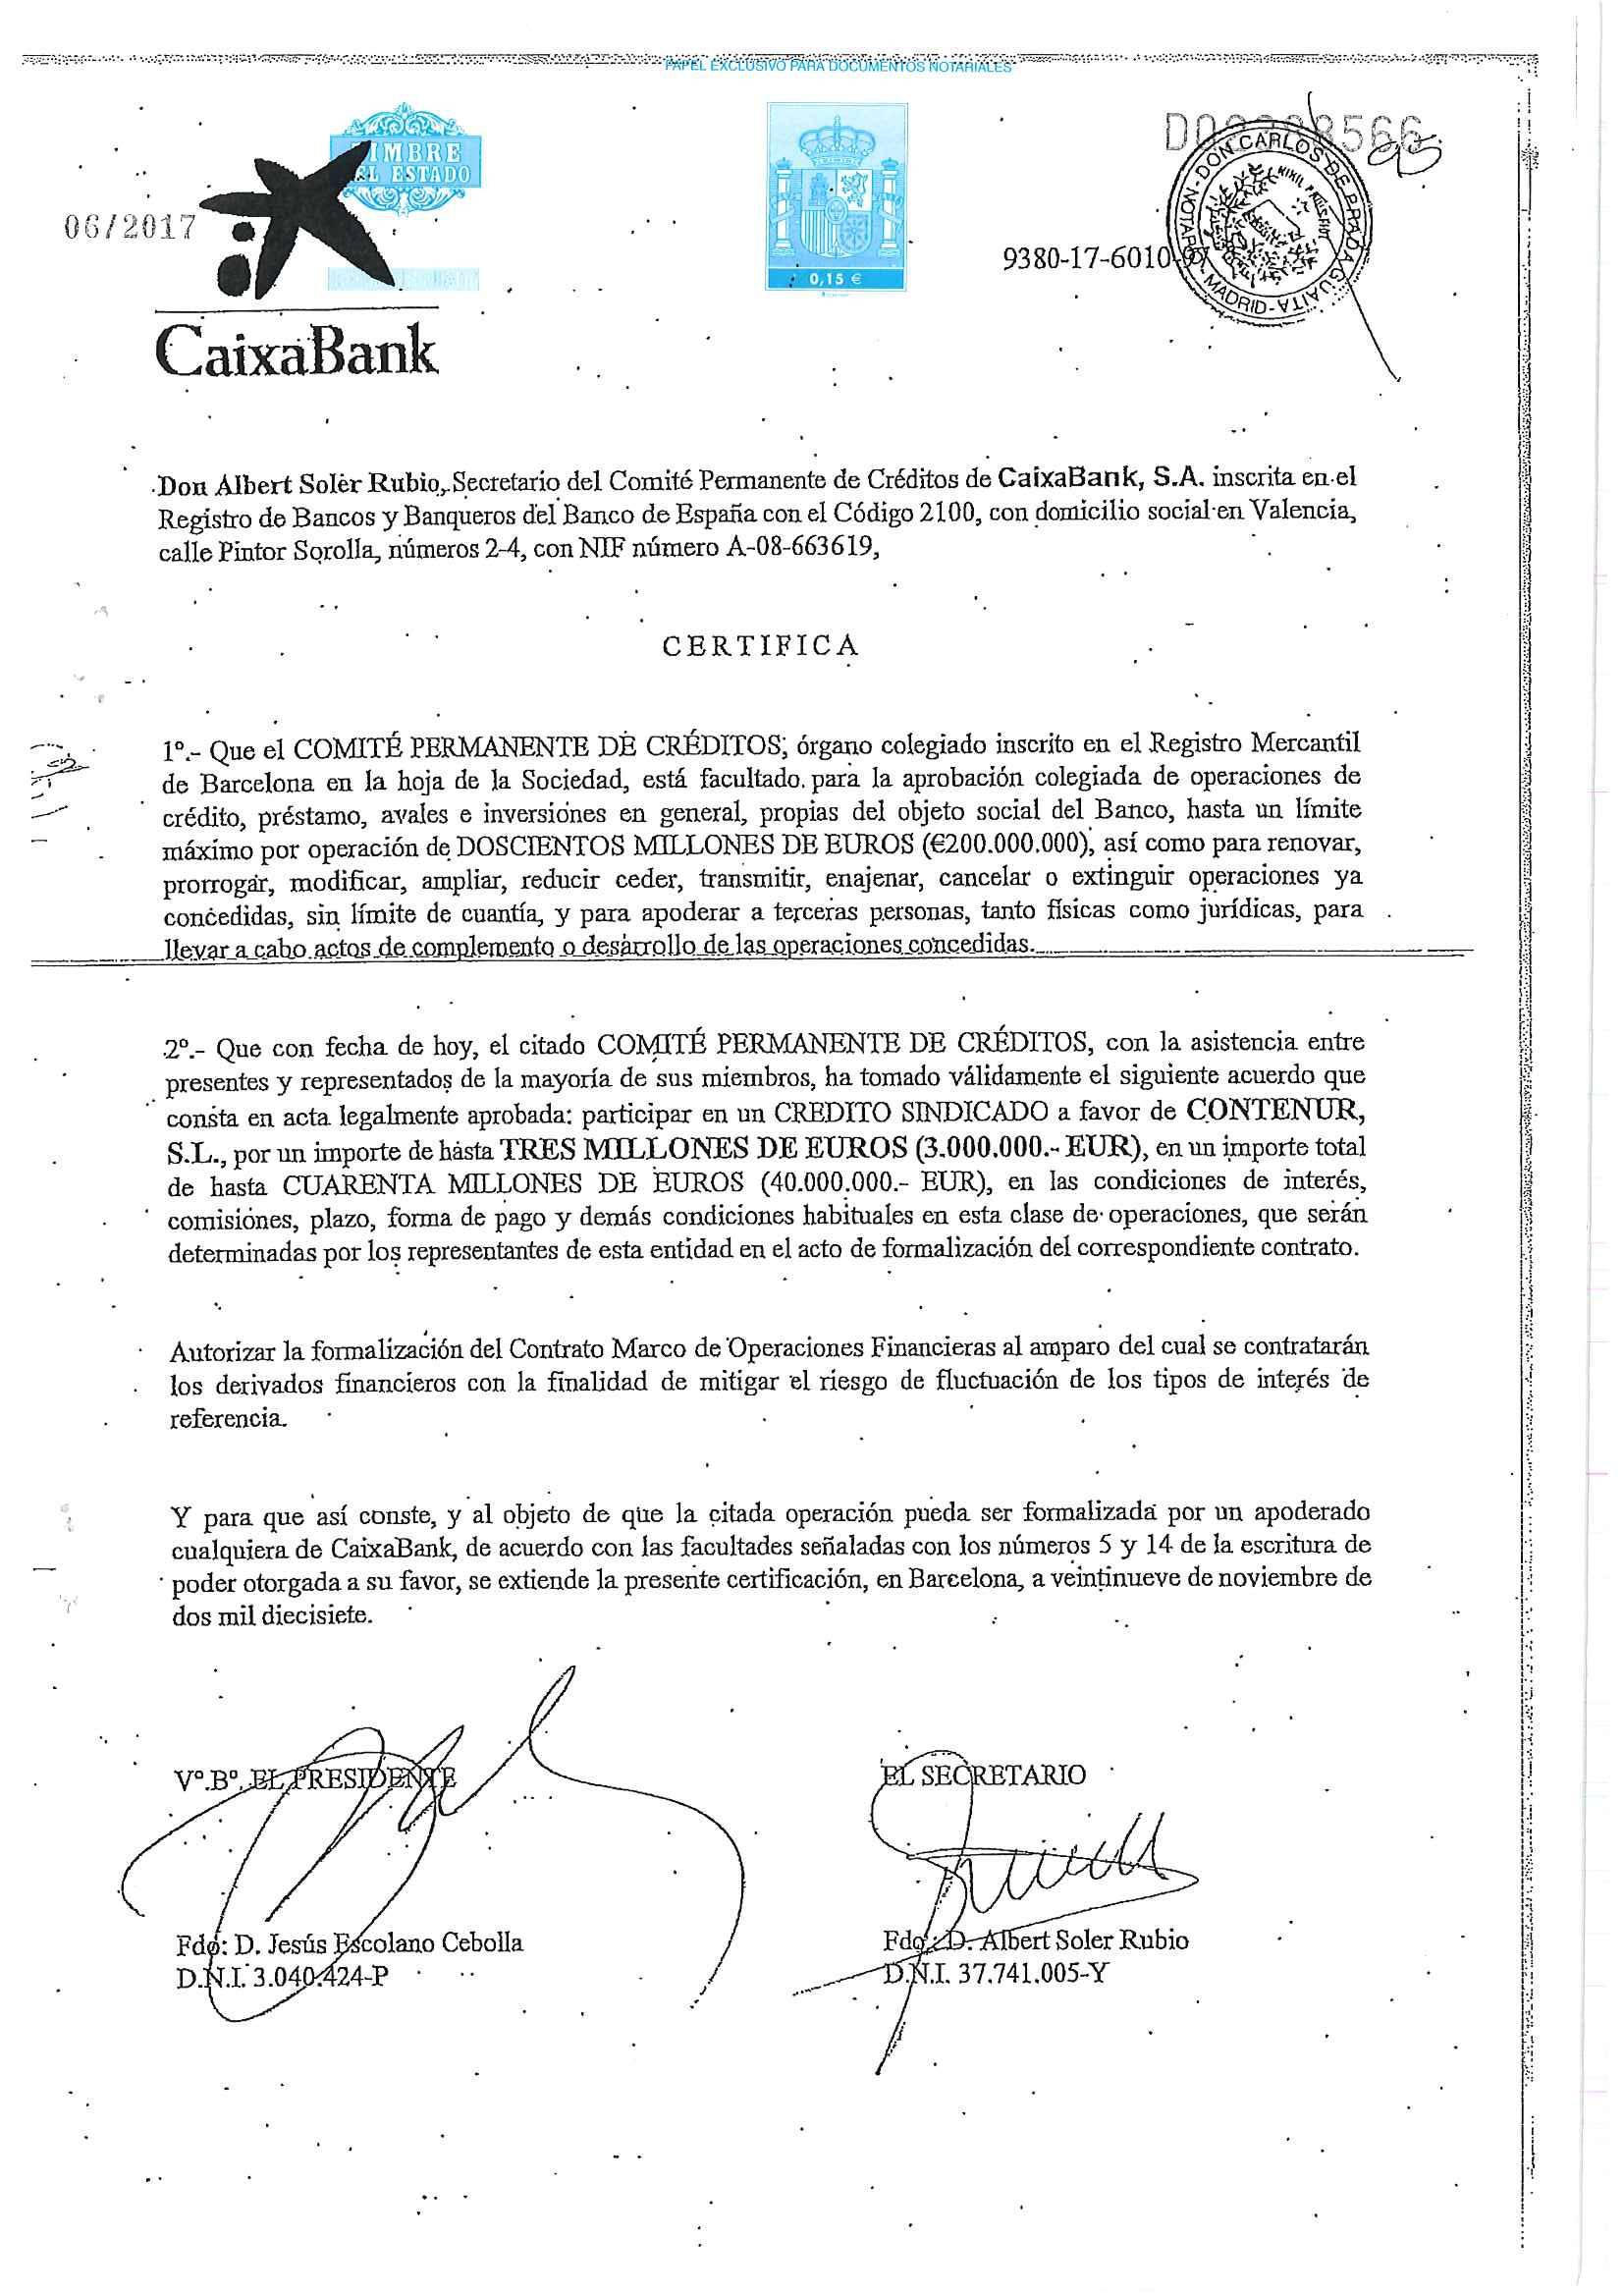 PAPEL EXCLUSIVO PARA DOCUMENTOS NOTARIALES
TIMBRE
DEL ESTADO
06/2017
0,15 €
9380-17-6010
NOTARIA-DON CARLOS DE PRADA GUAITA-MADRID-
CaixaBank
Don Albert Soler Rubio, Secretario del Comité Permanente de Créditos de CaixaBank, S.A. inscrita en el
Registro de Bancos y Banqueros del Banco de España con el Código 2100, con domicilio social en Valencia,
calle Pintor Sorolla, números 2-4, con NIF número A-08-663619,
CERTIFICA
1º.- Que el COMITÉ PERMANENTE DE CRÉDITOS; órgano colegiado inscrito en el Registro Mercantil
de Barcelona en la hoja de la Sociedad, está facultado para la aprobación colegiada de operaciones de
crédito, préstamo, avales e inversiones en general, propias del objeto social del Banco, hasta un límite
máximo por operación de DOSCIENTOS MILLONES DE EUROS (€200.000.000), así como para renovar,
prorrogar, modificar, ampliar, reducir ceder, transmitir, enajenar, cancelar o extinguir operaciones ya
concedidas, sin límite de cuantía, y para apoderar a terceras personas, tanto físicas como jurídicas, para
llevar a cabo actos de complemento o desarrollo de las operaciones concedidas.
2º.- Que con fecha de hoy, el citado COMITÉ PERMANENTE DE CRÉDITOS, con la asistencia entre
presentes y representados de la mayoría de sus miembros, ha tomado válidamente el siguiente acuerdo que
consta en acta legalmente aprobada: participar en un CREDITO SINDICADO a favor de CONTENUR,
S.L., por un importe de hasta TRES MILLONES DE EUROS (3.000.000.- EUR), en un importe total
de hasta CUARENTA MILLONES DE EUROS (40.000.000.- EUR), en las condiciones de interés,
comisiones, plazo, forma de pago y demás condiciones habituales en esta clase de operaciones, que serán
determinadas por los representantes de esta entidad en el acto de formalización del correspondiente contrato.
Autorizar la formalización del Contrato Marco de Operaciones Financieras al amparo del cual se contratarán
los derivados financieros con la finalidad de mitigar el riesgo de fluctuación de los tipos de interés de
referencia.
Y para que así conste, y al objeto de que la citada operación pueda ser formalizada por un apoderado
cualquiera de CaixaBank, de acuerdo con las facultades señaladas con los números 5 y 14 de la escritura de
poder otorgada a su favor, se extiende la presente certificación, en Barcelona, a veintinueve de noviembre de
dos mil diecisiete.
Vº.Bº. EL PRESIDENTE
EL SECRETARIO
Fdo: D. Jesús Escolano Cebolla
D.N.I. 3.040.424-P
Fdo: D. Albert Soler Rubio
D.N.I. 37.741.005-Y